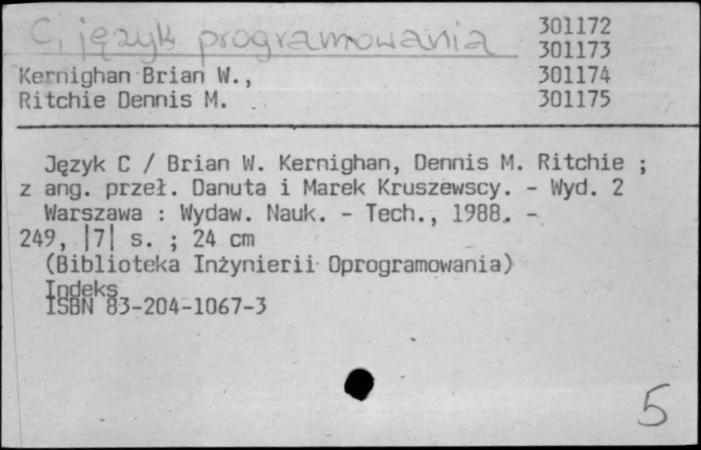 C, język programowania
301172
301173
Kernighan Brian W.,
301174
Ritchie Dennis M.
301175
Język C / Brian W. Kernighan, Dennis M. Ritchie ;
z ang. przeł. Danuta i Marek Kruszewscy. - Wyd. 2
Warszawa : Wydaw. Nauk. - Tech., 1988. -
249, |7| s. ; 24 cm
(Biblioteka Inżynierii Oprogramowania)
Indeks
ISBN 83-204-1067-3
5